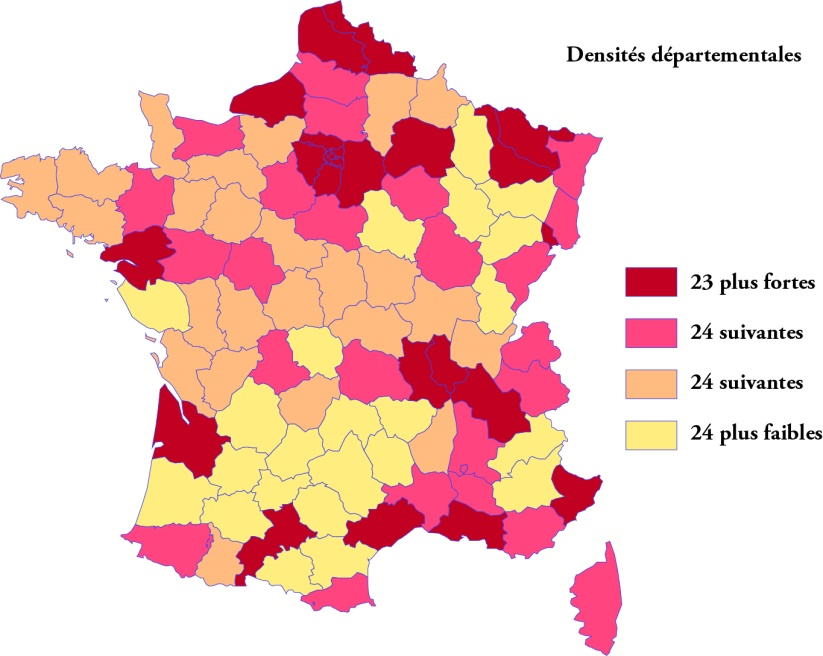 Densités départementales
23 plus fortes
24 suivantes
24 suivantes
24 plus faibles